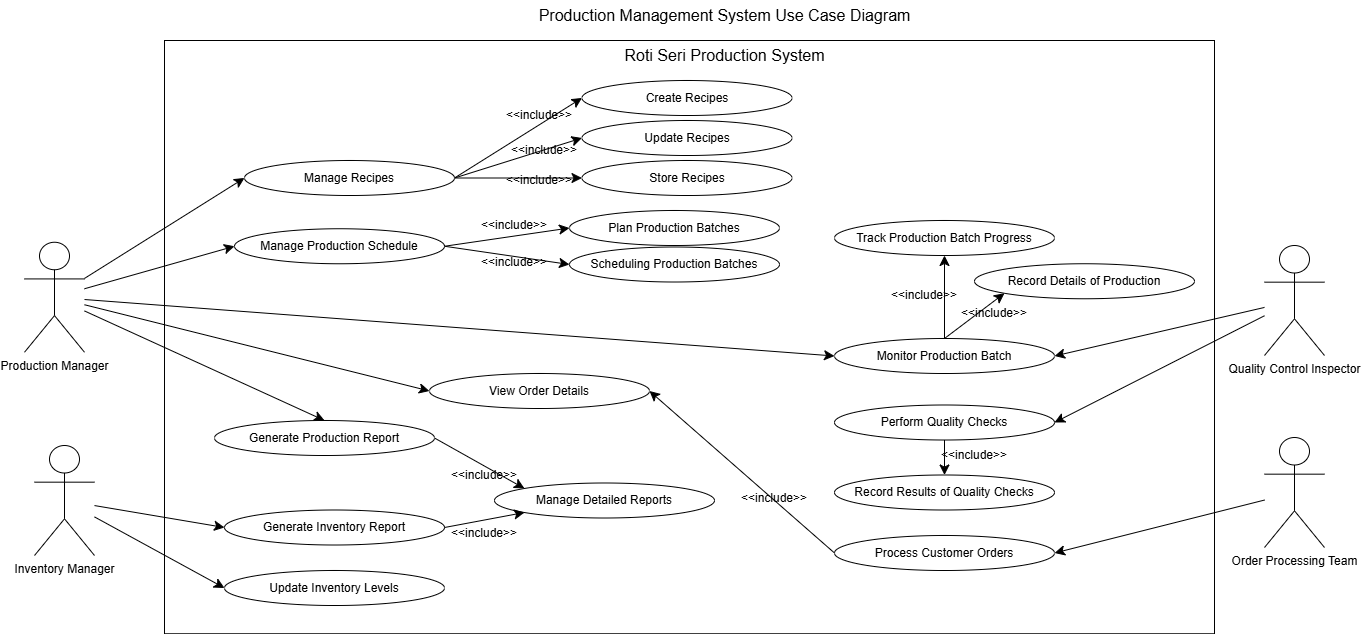 Production Management System Use Case Diagram
Roti Seri Production System
Create Recipes
<<include>>
Update Recipes
<<include>>
Manage Recipes
Store Recipes
<<include>>
Plan Production Batches
<<include>>
Manage Production Schedule
Scheduling Production Batches
<<include>>
Track Production Batch Progress
Record Details of Production
<<include>>
<<include>>
Monitor Production Batch
Production Manager
Quality Control Inspector
View Order Details
Perform Quality Checks
Generate Production Report
<<include>>
<<include>>
Record Results of Quality Checks
Manage Detailed Reports
<<include>>
Generate Inventory Report
<<include>>
Process Customer Orders
Inventory Manager
Order Processing Team
Update Inventory Levels